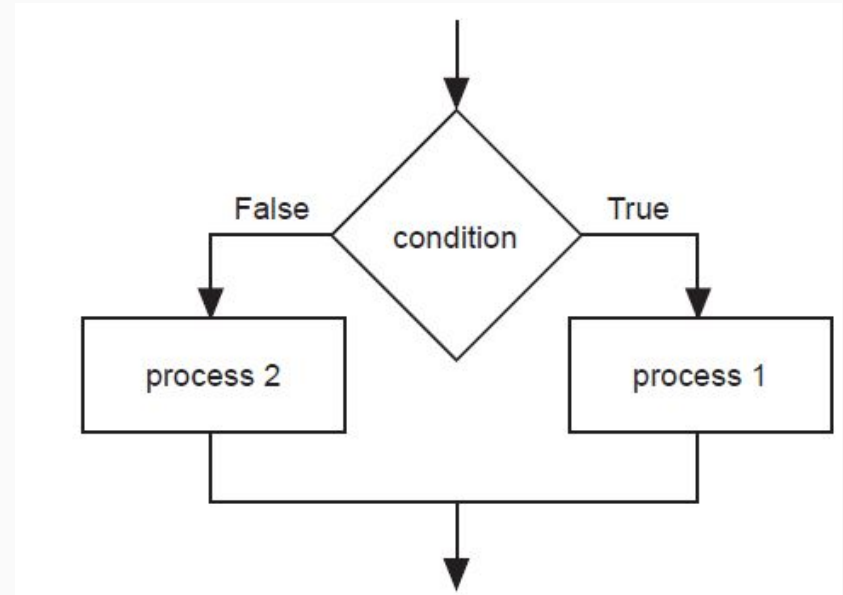 False
True
condition
process 2
process 1